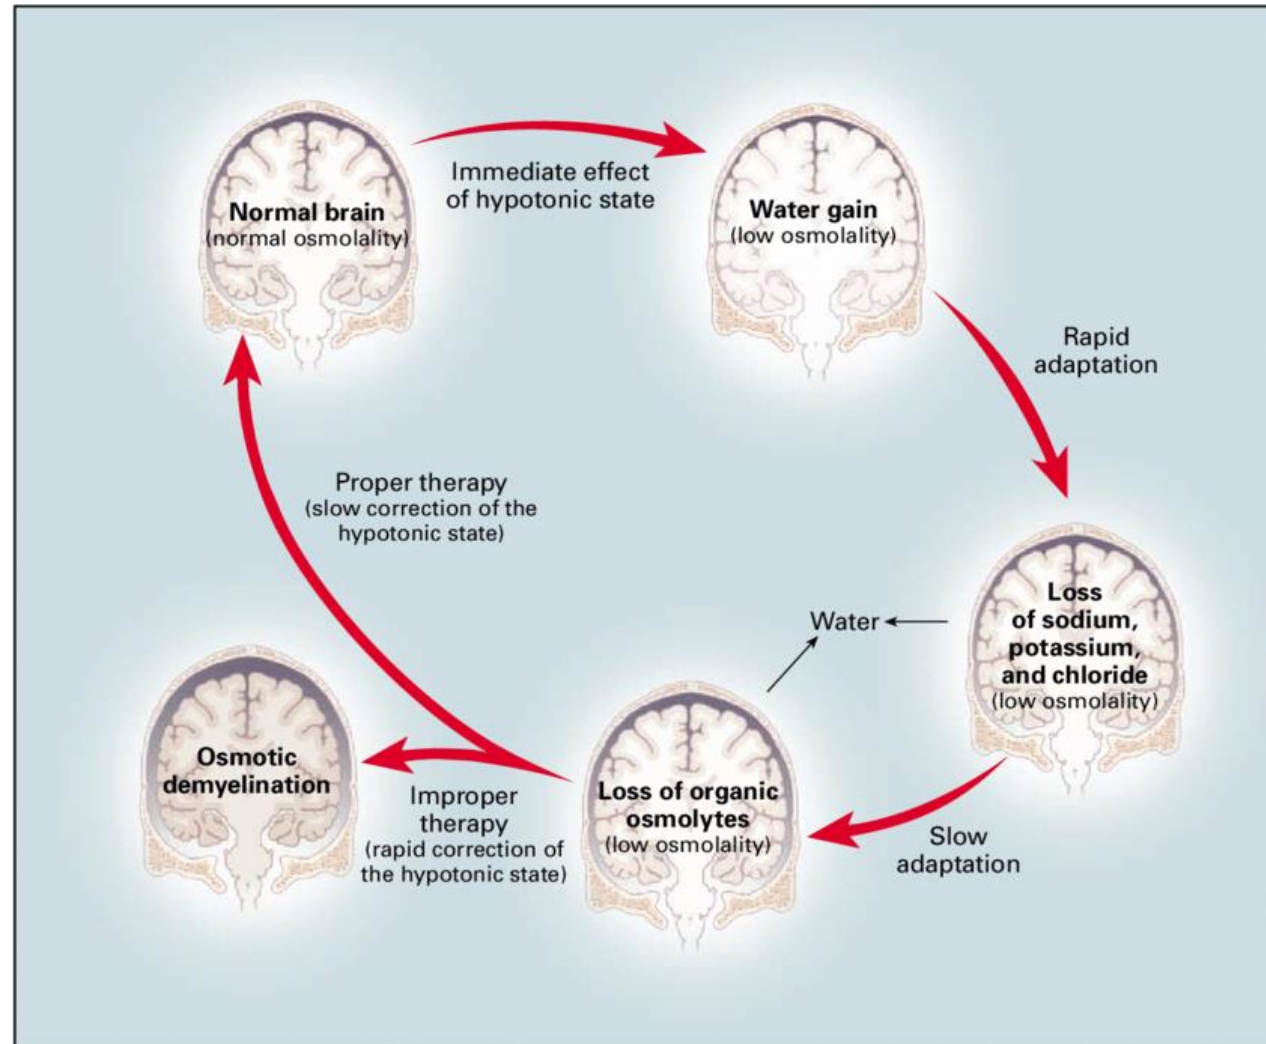 Normal brain
(normal osmolality)
Immediate effect
of hypotonic state
Water gain
(low osmolality)
Rapid
adaptation
Loss
of sodium,
potassium,
and chloride
(low osmolality)
Water
Slow
adaptation
Loss of organic
osmolytes
(low osmolality)
Proper therapy
(slow correction of the
hypotonic state)
Improper
therapy
(rapid correction of
the hypotonic state)
Osmotic
demyelination